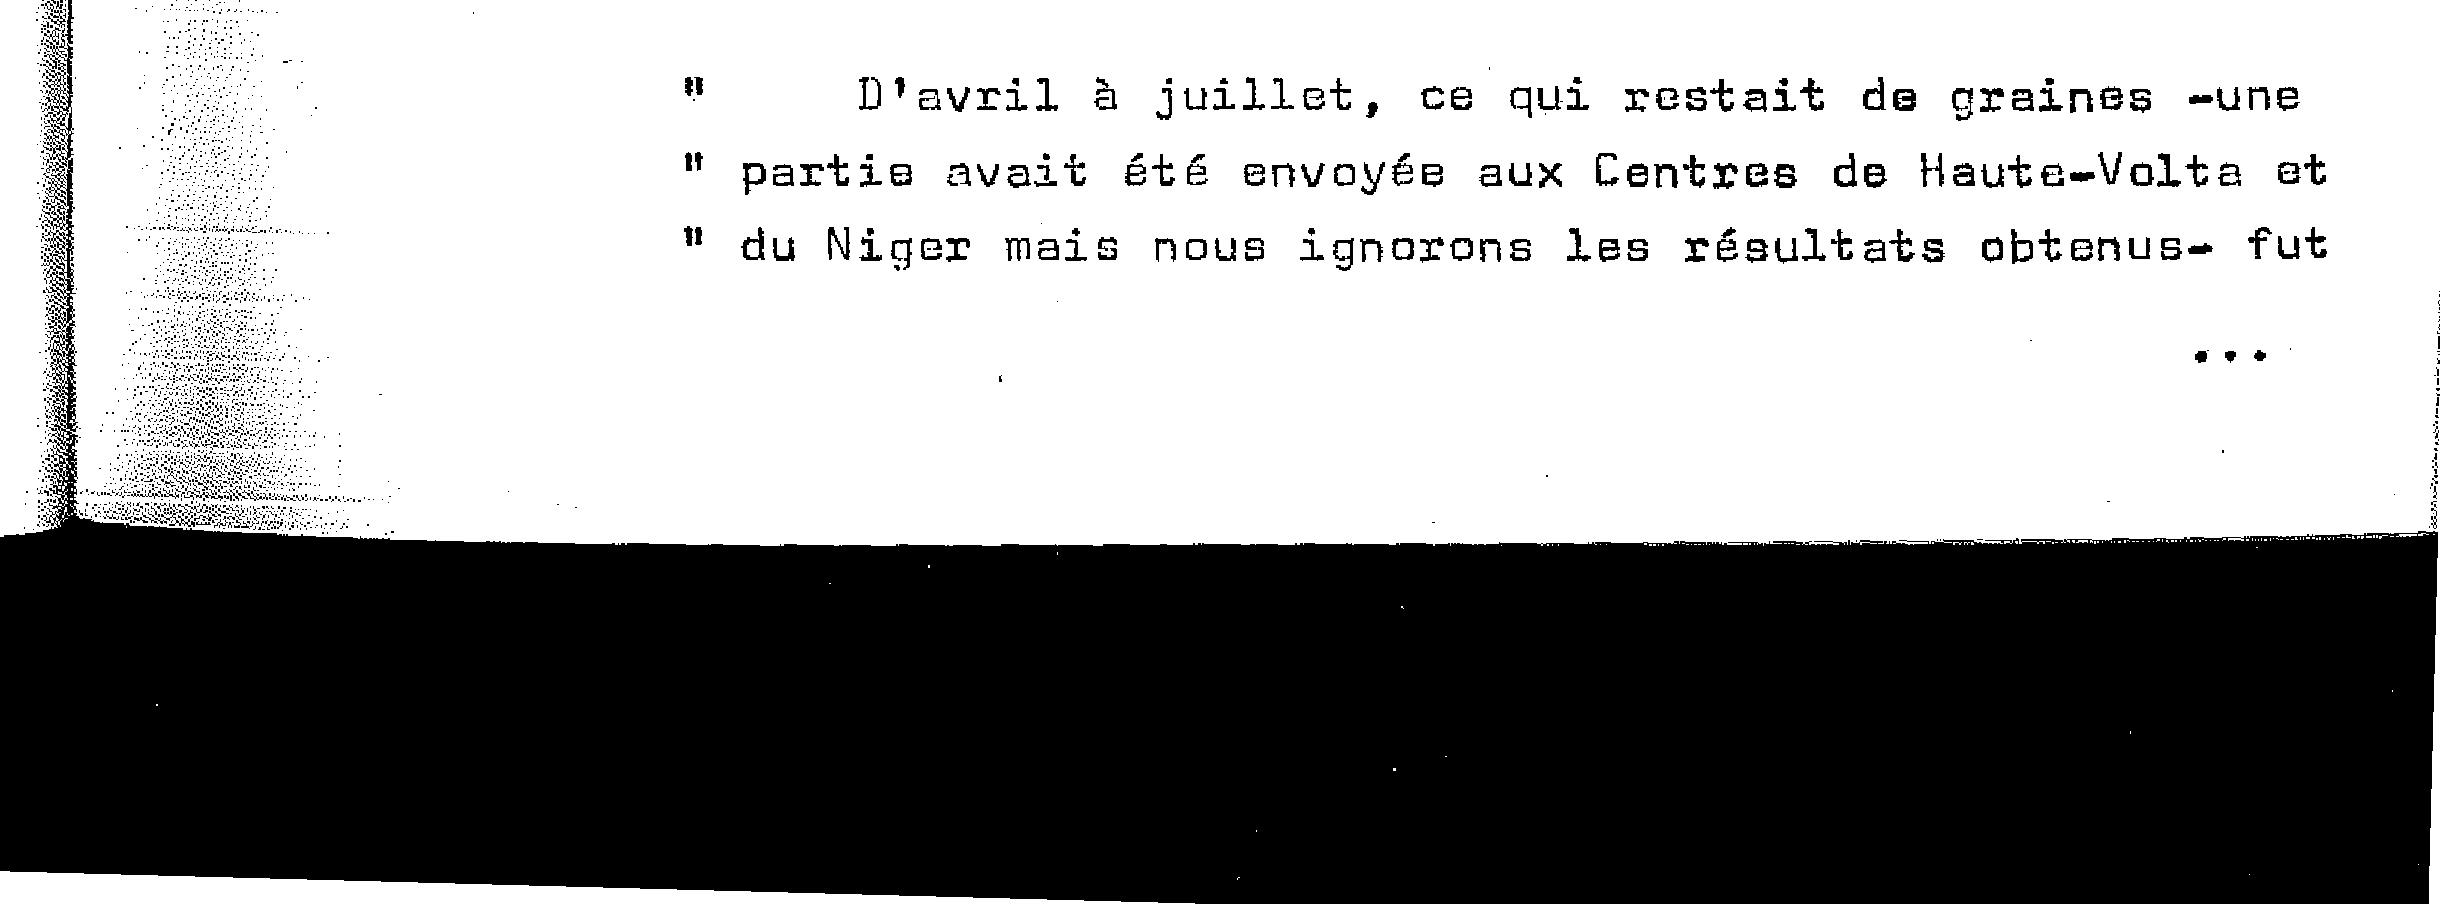 "     D'avril à juillet, ce qui restait de graines -une
" partie avait été envoyée aux Centres de Haute-Volta et
" du Niger mais nous ignorons les résultats obtenus- fut
...